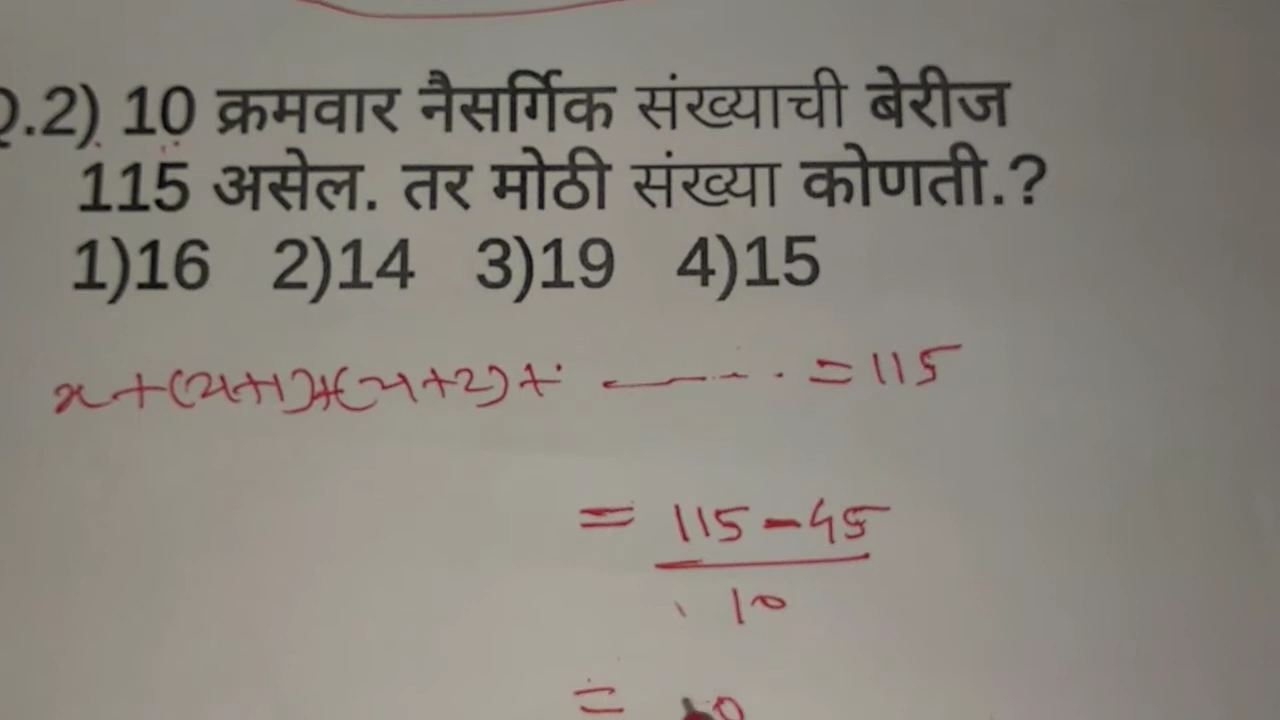 .2) 10 क्रमवार नैसर्गिक संख्याची बेरीज
115 असेल. तर मोठी संख्या कोणती.?
1)16 2)14 3)19 4)15
x+(x+1)+(x+2)+ ---- = 115
= 115-45
10
= 0